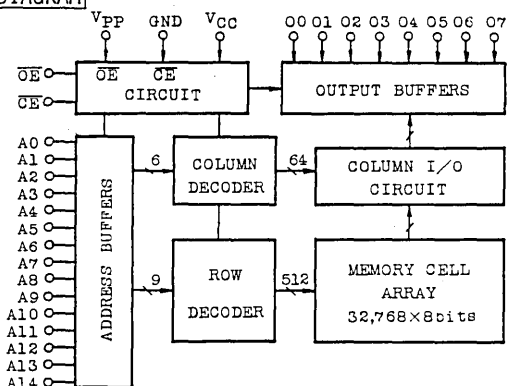 DIAGRAM
VPP GND VCC
O0 O1 O2 O3 O4 O5 O6 O7
OE
CE
OE CE
CIRCUIT
OUTPUT BUFFERS
A0
A1
A2
A3
A4
A5
A6
A7
A8
A9
A10
A11
A12
A13
A14
ADDRESS BUFFERS
6
COLUMN
DECODER
64
COLUMN I/O
CIRCUIT
9
ROW
DECODER
512
MEMORY CELL
ARRAY
32,768×8bits